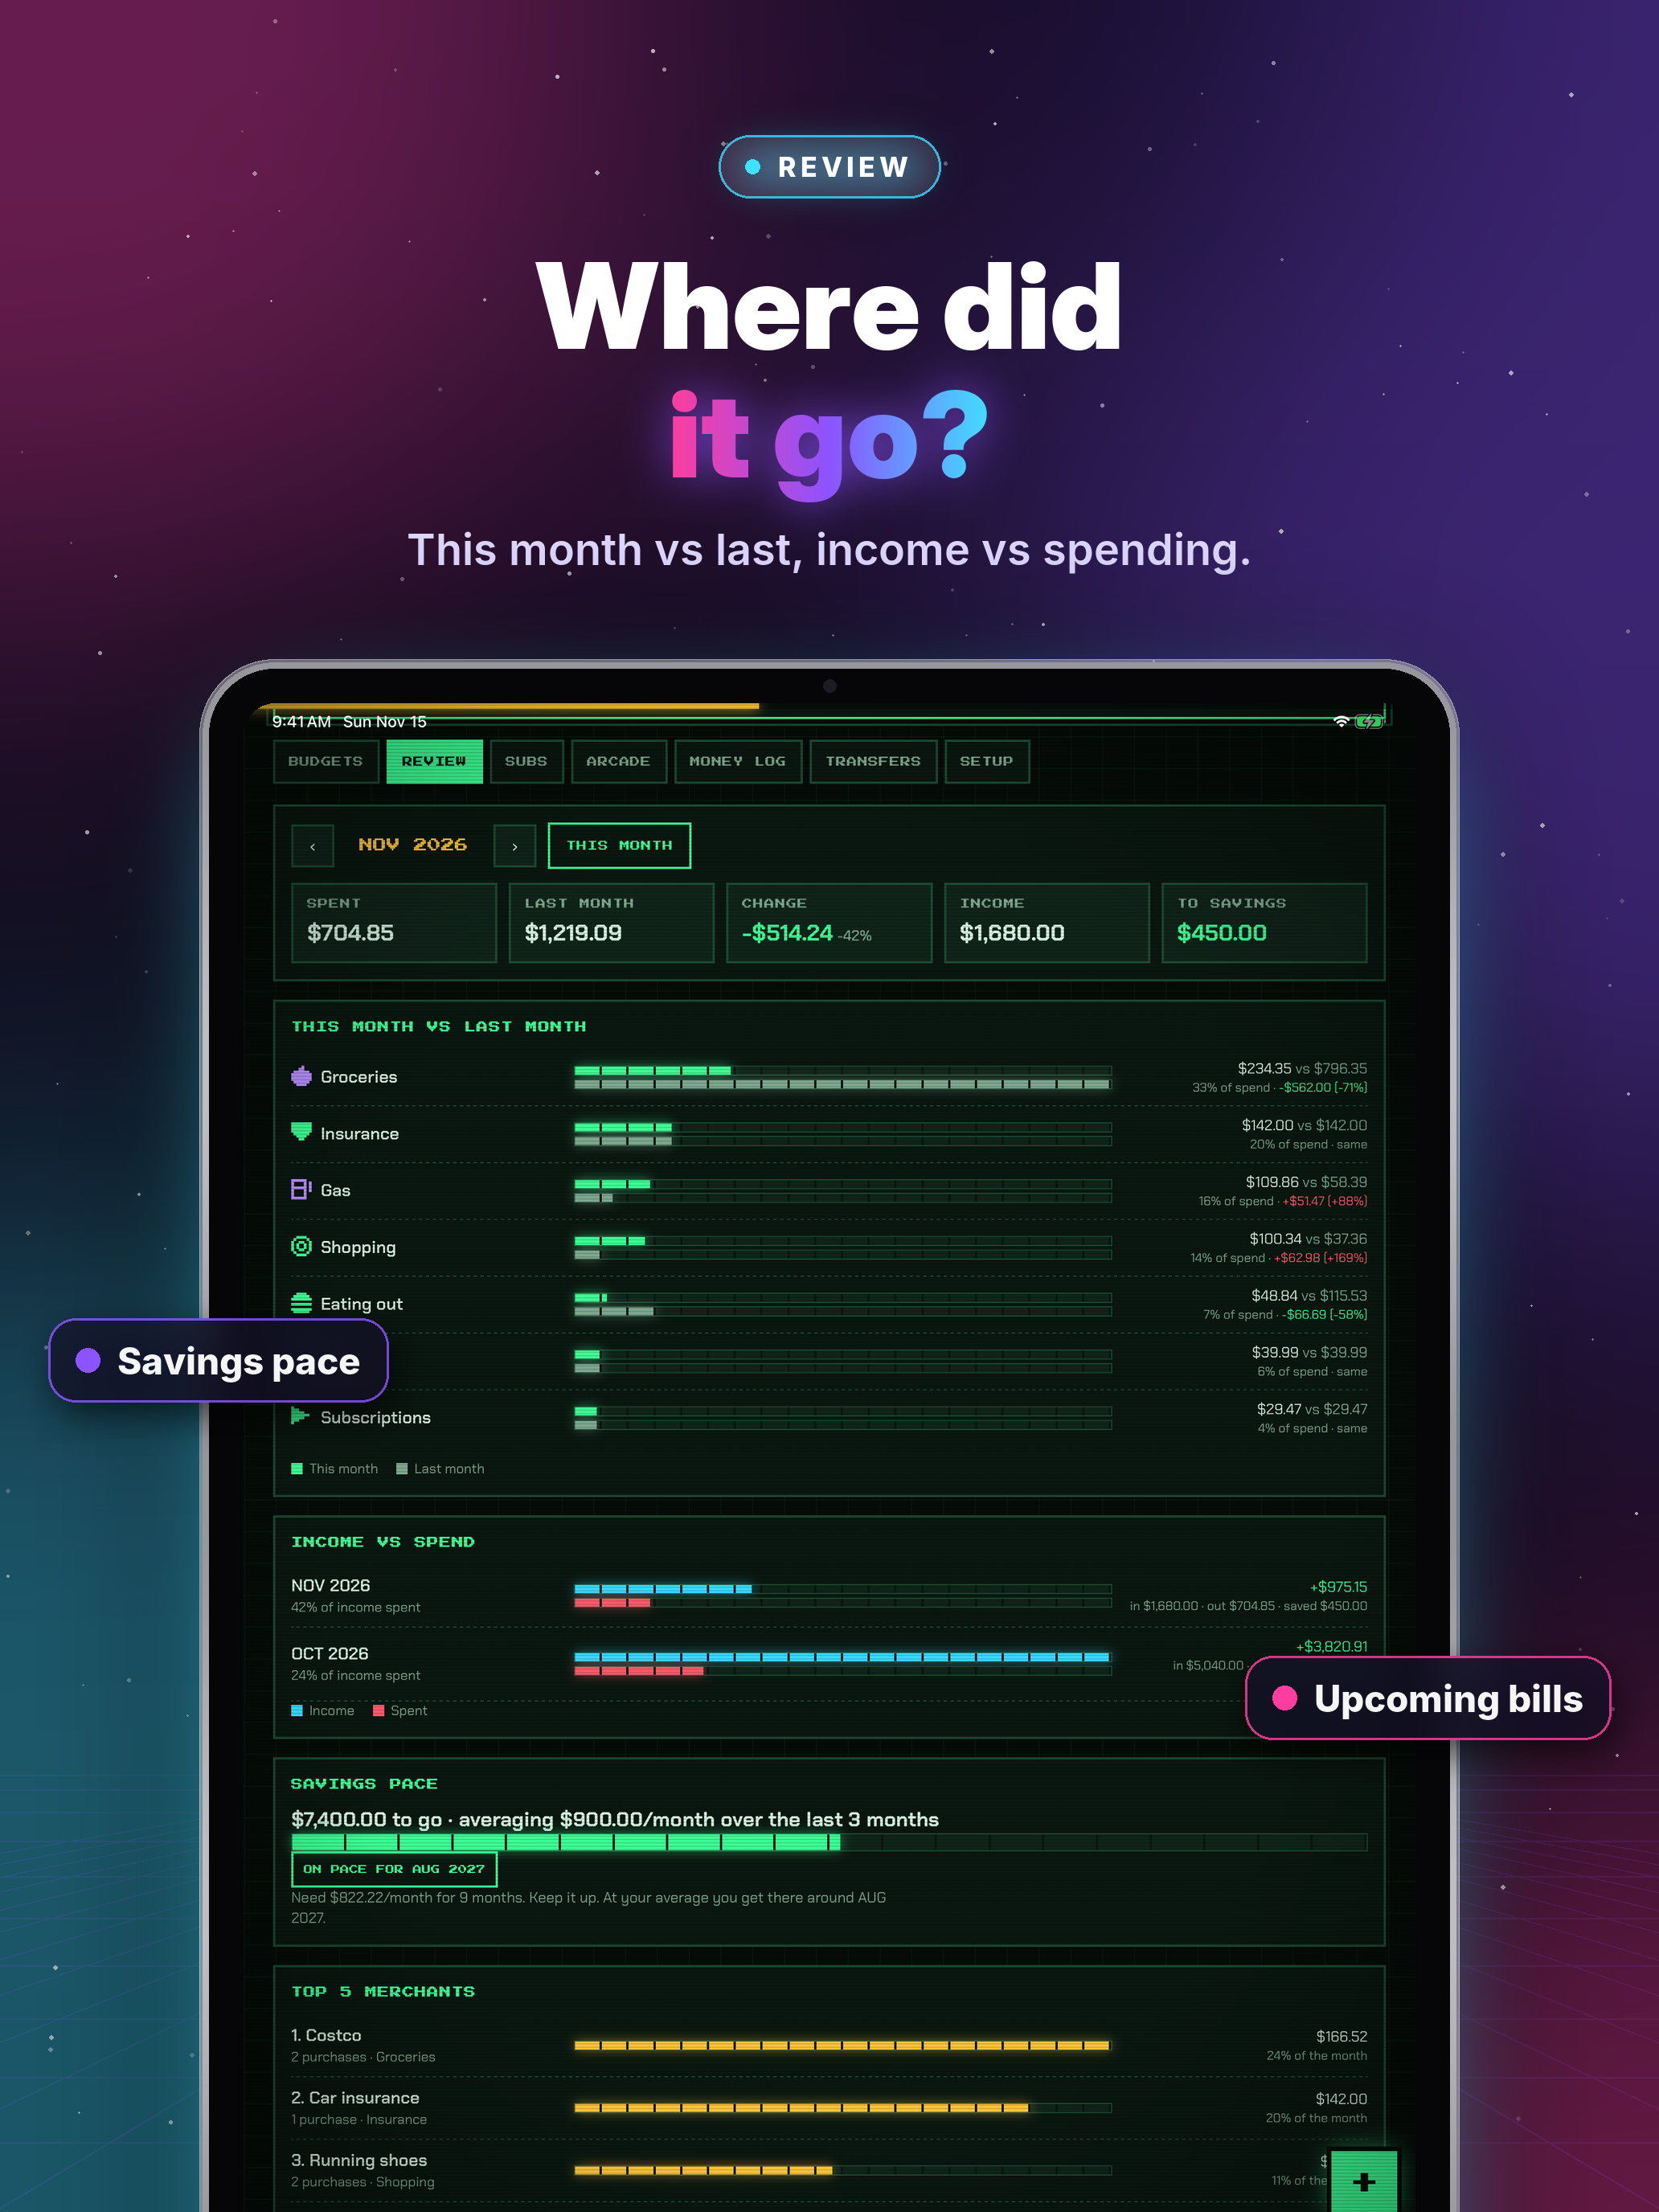 REVIEW
Where did
it go?
This month vs last, income vs spending.
9:41 AM Sun Nov 15
BUDGETS REVIEW SUBS ARCADE MONEY LOG TRANSFERS SETUP
‹ NOV 2026 › THIS MONTH
SPENT LAST MONTH CHANGE INCOME TO SAVINGS
$704.85 $1,219.09 -$514.24 -42% $1,680.00 $450.00
THIS MONTH VS LAST MONTH
Groceries $234.35 vs $796.35
33% of spend · -$562.00 (-71%)
Insurance $142.00 vs $142.00
20% of spend · same
Gas $109.86 vs $58.39
16% of spend · +$51.47 (+88%)
Shopping $100.34 vs $37.36
14% of spend · +$62.98 (+169%)
Eating out $48.84 vs $115.53
7% of spend · -$66.69 (-58%)
Savings pace
$39.99 vs $39.99
6% of spend · same
Subscriptions $29.47 vs $29.47
4% of spend · same
This month Last month
INCOME VS SPEND
NOV 2026 +$975.15
42% of income spent in $1,680.00 · out $704.85 · saved $450.00
OCT 2026 +$3,820.91
24% of income spent in $5,040.00 ·
Upcoming bills
Income Spent
SAVINGS PACE
$7,400.00 to go · averaging $900.00/month over the last 3 months
ON PACE FOR AUG 2027
Need $822.22/month for 9 months. Keep it up. At your average you get there around AUG
2027.
TOP 5 MERCHANTS
1. Costco $166.52
2 purchases · Groceries 24% of the month
2. Car insurance $142.00
1 purchase · Insurance 20% of the month
3. Running shoes $
2 purchases · Shopping 11% of the
+